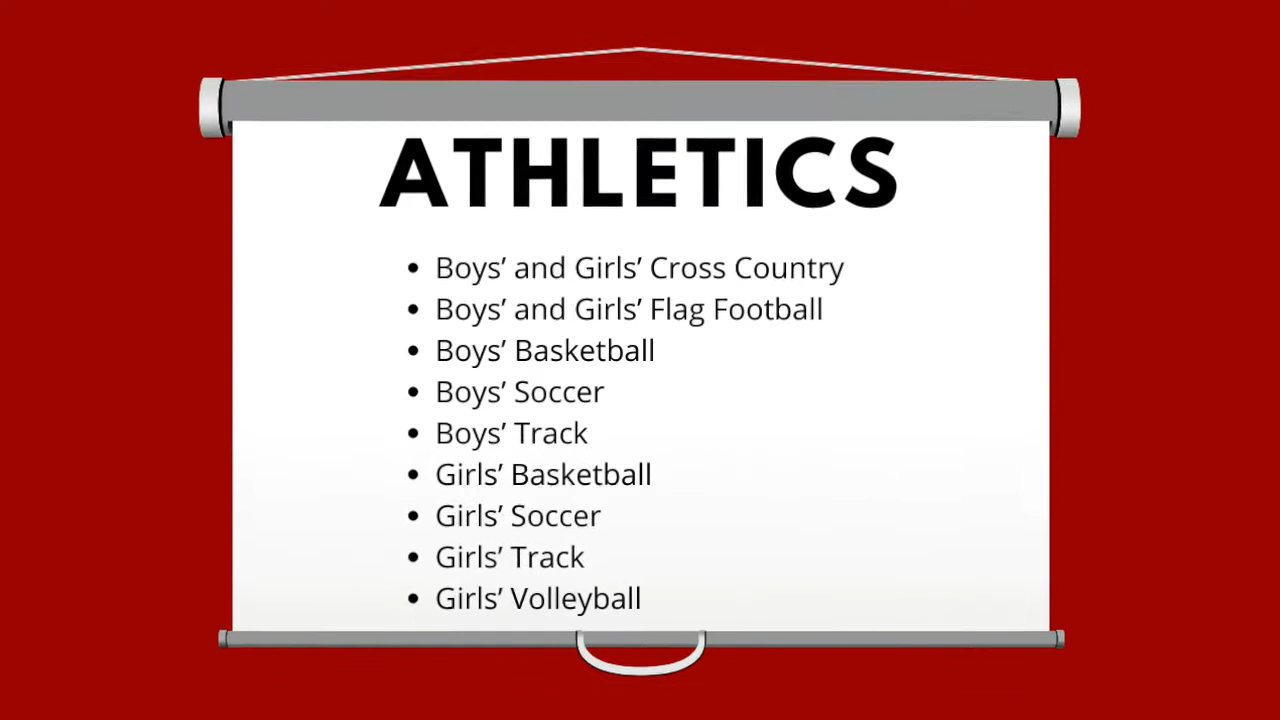 ATHLETICS
• Boys’ and Girls’ Cross Country
• Boys’ and Girls’ Flag Football
• Boys’ Basketball
• Boys’ Soccer
• Boys’ Track
• Girls’ Basketball
• Girls’ Soccer
• Girls’ Track
• Girls’ Volleyball